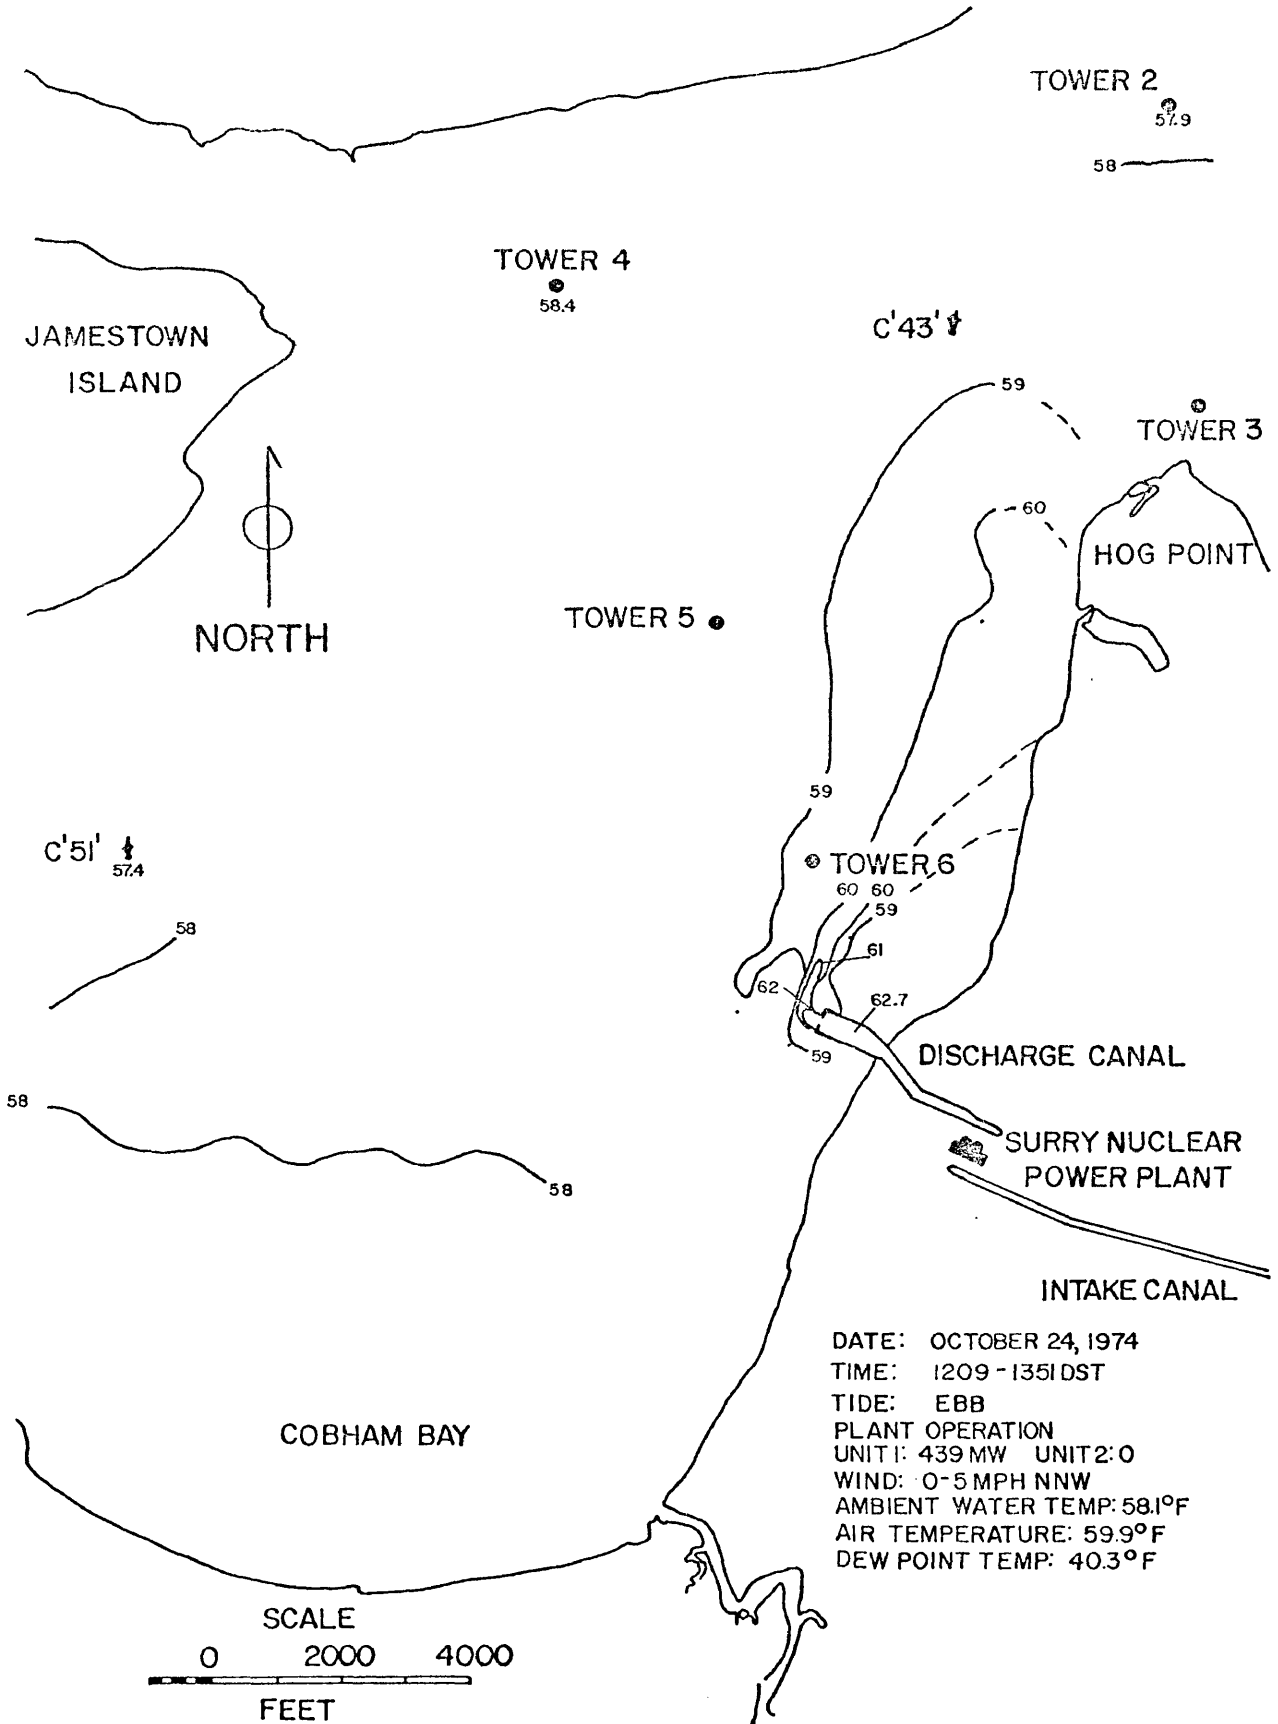 TOWER 2
57.9
58
TOWER 4
58.4
JAMESTOWN
ISLAND
C'43'
59
TOWER 3
60
HOG POINT
NORTH
TOWER 5
59
C'51'
57.4
TOWER 6
60 60
59
58
61
62
62.7
59
DISCHARGE CANAL
58
58
SURRY NUCLEAR
POWER PLANT
INTAKE CANAL
DATE: OCTOBER 24, 1974
TIME: 1209-1351 DST
TIDE: EBB
PLANT OPERATION
UNIT 1: 439 MW UNIT 2: 0
WIND: 0-5 MPH NNW
AMBIENT WATER TEMP: 58.1°F
AIR TEMPERATURE: 59.9°F
DEW POINT TEMP: 40.3°F
COBHAM BAY
SCALE
0 2000 4000
FEET